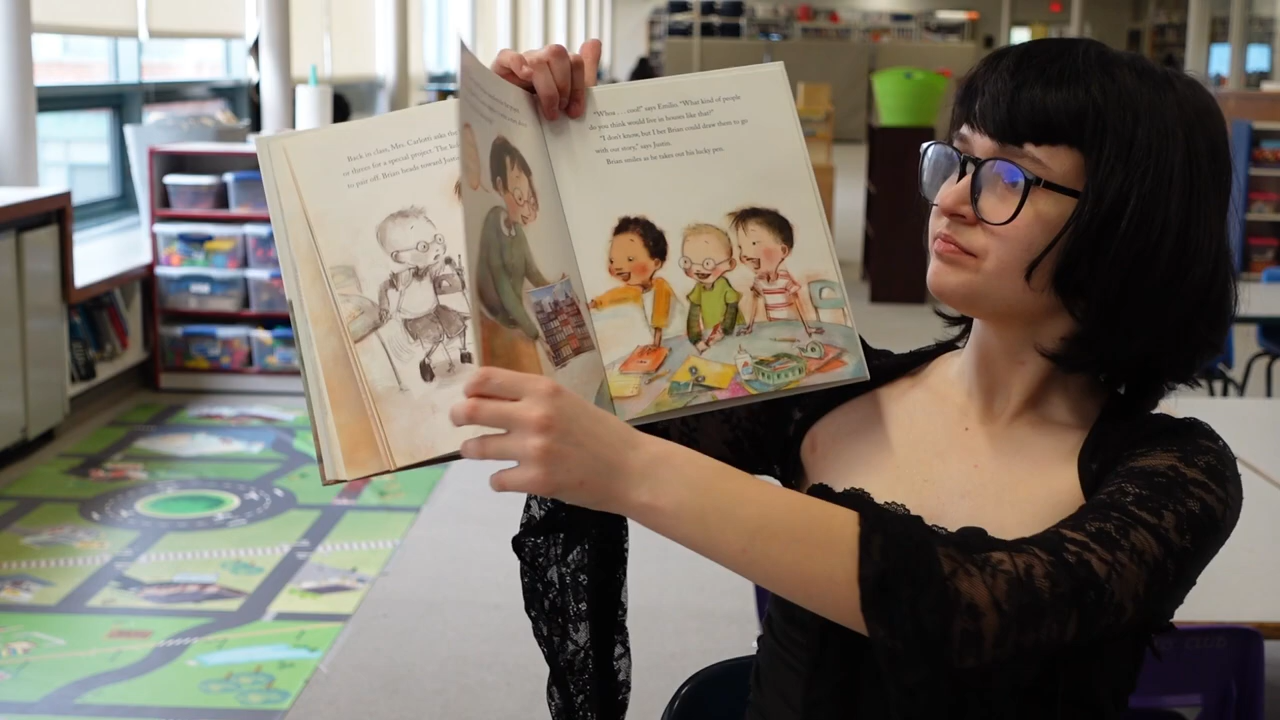 Back in class, Mrs. Carlotti asks the
or threes for a special project. The
to pair off. Brian heads toward Justin
"Whoa . . . cool!" says Emilio. "What kind of people
do you think would live in houses like that?"
"I don't know, but I bet Brian could draw them to go
with our story," says Justin.
Brian smiles as he takes out his lucky pen.